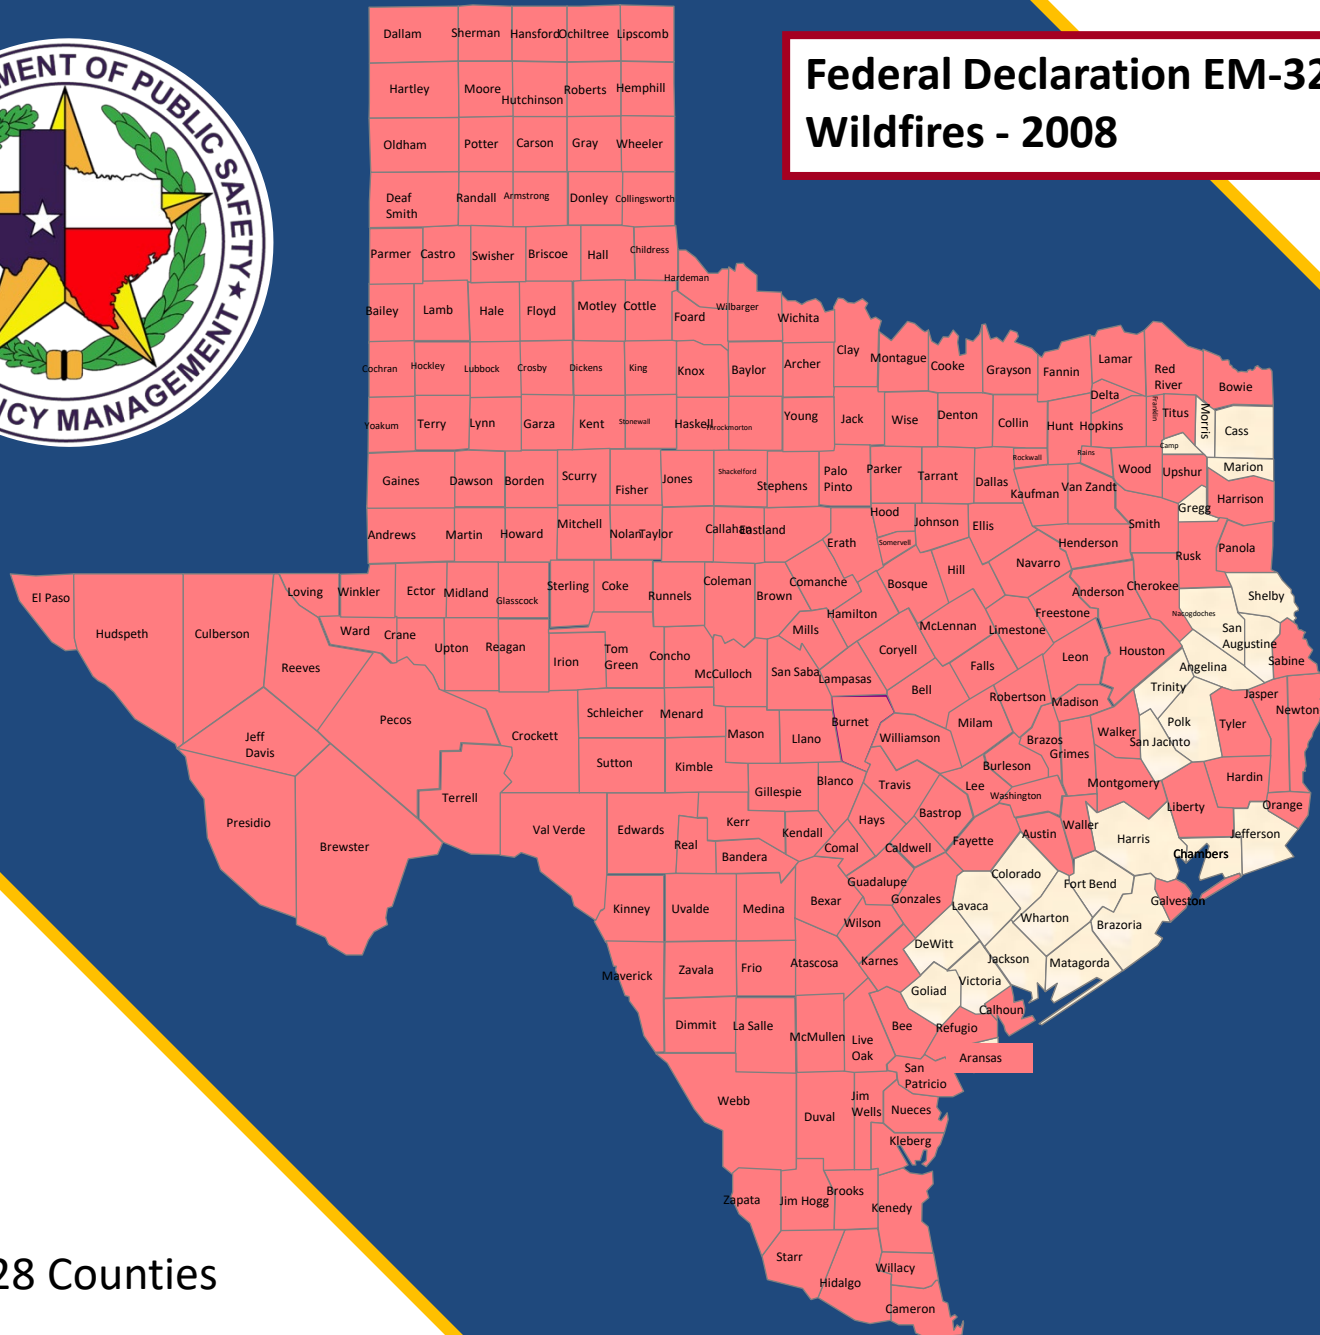 Federal Declaration EM-32
Wildfires - 2008
MENT OF PUBLIC SAFETY ★
NCY MANAGEMENT ★
Dallam Sherman Hansford Ochiltree Lipscomb
Hartley Moore Hutchinson Roberts Hemphill
Oldham Potter Carson Gray Wheeler
Deaf
Smith
Randall Armstrong Donley Collingsworth
Parmer Castro Swisher Briscoe Hall Childress
Hardeman
Bailey Lamb Hale Floyd Motley Cottle Foard Wilbarger Wichita
Clay Montague Cooke Grayson Fannin Lamar
Red
River
Bowie
Cochran Hockley Lubbock Crosby Dickens King Knox Baylor Archer
Delta Franklin Titus Morris Cass
Yoakum Terry Lynn Garza Kent Stonewall Haskell Throckmorton Young Jack Wise Denton Collin Hunt Hopkins
Camp
Rockwall Rains Wood Upshur Marion
Gaines Dawson Borden Scurry Fisher Jones Shackelford Stephens
Palo
Pinto
Parker Tarrant Dallas Kaufman Van Zandt Gregg Harrison
Andrews Martin Howard Mitchell Nolan Taylor Callahan Eastland Erath Hood Somervell Johnson Ellis Henderson Smith Rusk Panola
El Paso Hudspeth Culberson Loving Winkler Ector Midland Glasscock Sterling Coke Runnels Coleman Brown Comanche Bosque Hill Navarro Anderson Cherokee Nacogdoches Shelby
Hamilton Freestone
San
Augustine
Reeves Ward Crane Upton Reagan Irion
Tom
Green
Concho McCulloch San Saba Mills Lampasas Coryell McLennan Limestone Falls Leon Houston Angelina Sabine
Trinity
Jeff
Davis
Pecos Crockett Schleicher Menard Mason Llano Burnet Bell Milam Robertson Madison Walker Polk San Jacinto Tyler Jasper Newton
Williamson Brazos Grimes
Presidio Brewster Terrell Sutton Kimble Gillespie Blanco Travis Lee Burleson Washington Montgomery Liberty Hardin Orange
Val Verde Edwards Real Kerr Bandera Kendall Comal Hays Caldwell Bastrop Fayette Austin Waller Harris Chambers Jefferson
Kinney Uvalde Medina Bexar Guadalupe Gonzales Wilson Lavaca Colorado Fort Bend Wharton Brazoria Galveston
Maverick Zavala Frio Atascosa Karnes DeWitt Goliad Victoria Jackson Matagorda
Dimmit La Salle McMullen
Live
Oak
Bee Refugio Calhoun
Aransas
San
Patricio
Webb Duval
Jim
Wells
Nueces
Kleberg
Zapata Jim Hogg Brooks Kenedy
Starr Hidalgo Willacy
Cameron
28 Counties